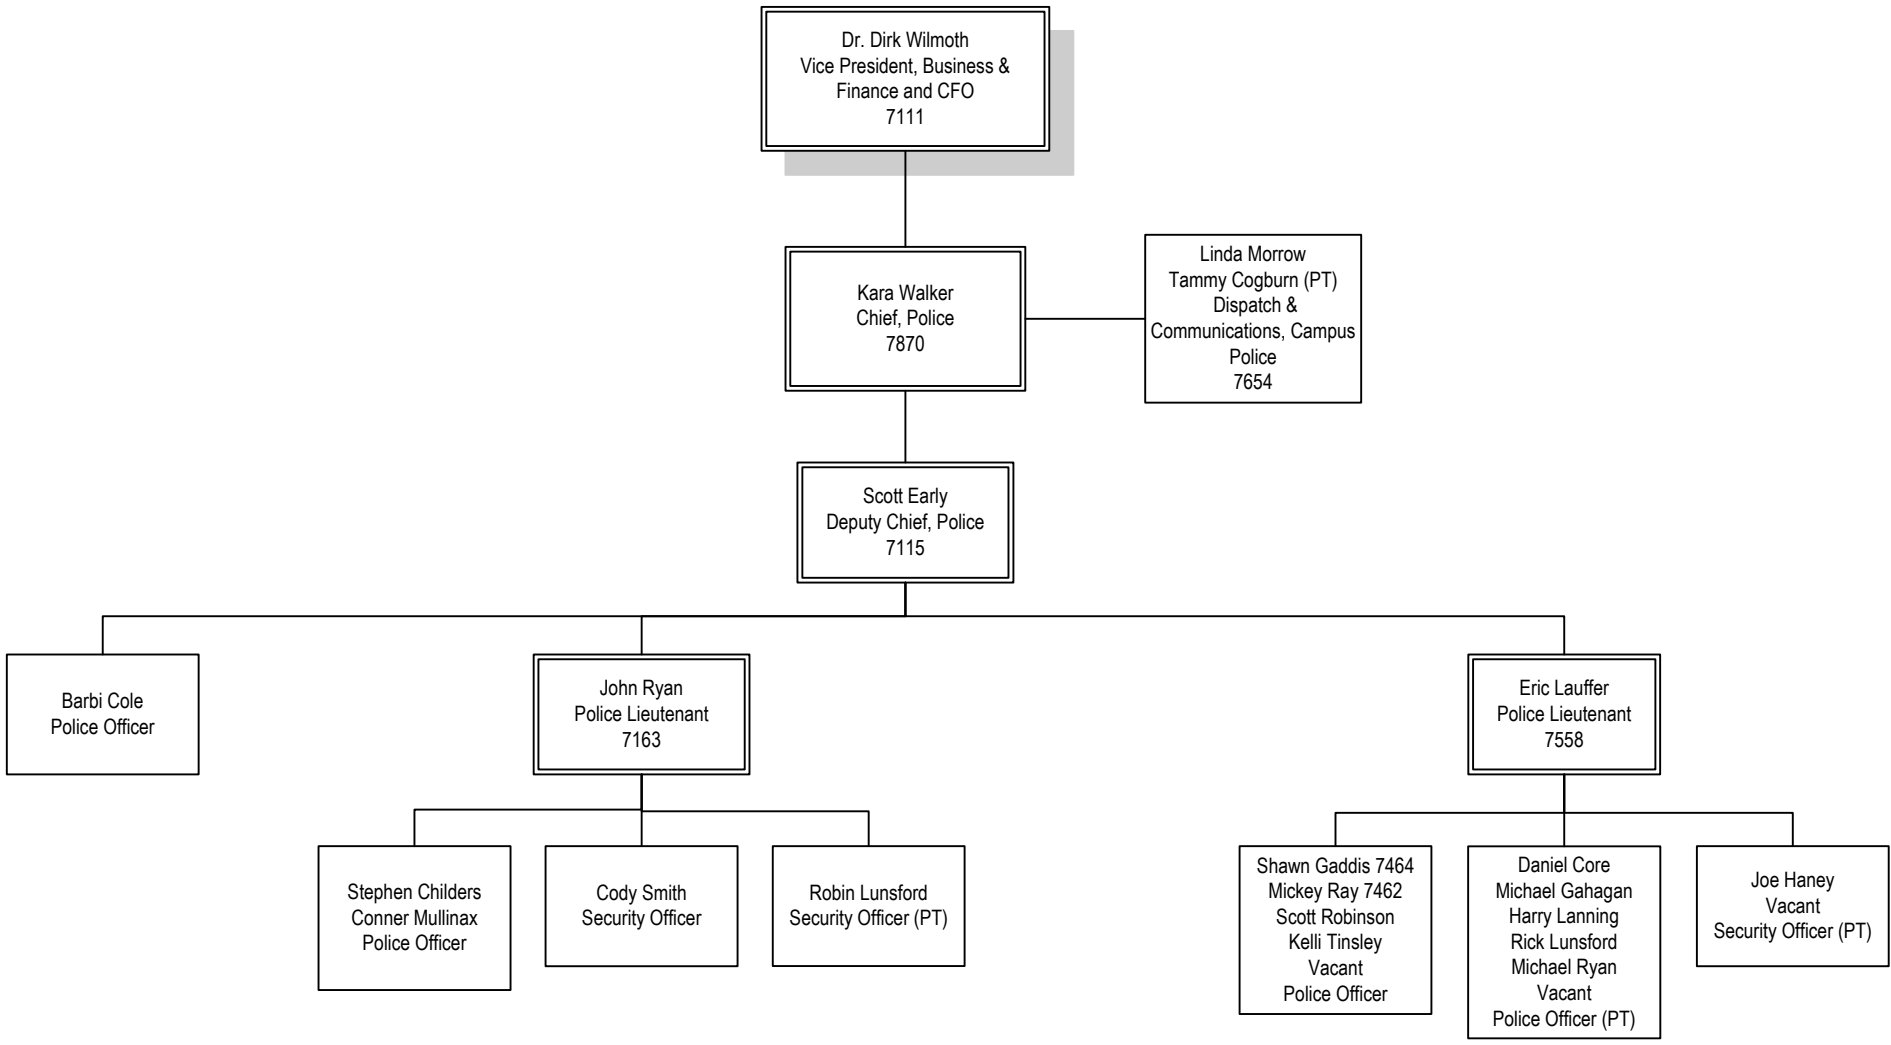 Dr. Dirk Wilmoth
Vice President, Business &
Finance and CFO
7111
Kara Walker
Chief, Police
7870
Linda Morrow
Tammy Cogburn (PT)
Dispatch &
Communications, Campus
Police
7654
Scott Early
Deputy Chief, Police
7115
Barbi Cole
Police Officer
John Ryan
Police Lieutenant
7163
Eric Lauffer
Police Lieutenant
7558
Stephen Childers
Conner Mullinax
Police Officer
Cody Smith
Security Officer
Robin Lunsford
Security Officer (PT)
Shawn Gaddis 7464
Mickey Ray 7462
Scott Robinson
Kelli Tinsley
Vacant
Police Officer
Daniel Core
Michael Gahagan
Harry Lanning
Rick Lunsford
Michael Ryan
Vacant
Police Officer (PT)
Joe Haney
Vacant
Security Officer (PT)